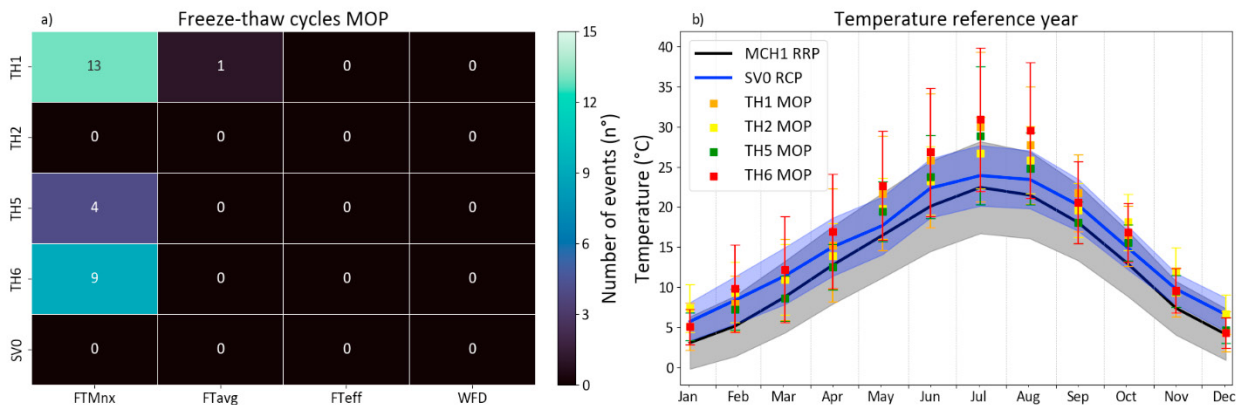 a) Freeze-thaw cycles MOP
TH1 13 1 0 0
TH2 0 0 0 0
TH5 4 0 0 0
TH6 9 0 0 0
SV0 0 0 0 0
FTMnx FTavg FTeff WFD
15
12
9
6
3
0
Number of events (n°)
b) Temperature reference year
MCH1 RRP
SV0 RCP
TH1 MOP
TH2 MOP
TH5 MOP
TH6 MOP
40
35
30
25
20
15
10
5
0
Temperature (°C)
Jan Feb Mar Apr May Jun Jul Aug Sep Oct Nov Dec